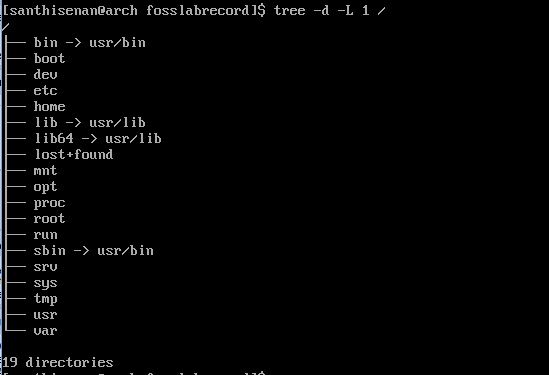 [santhisenan@arch fosslabrecord]$ tree -d -L 1 /
/
├── bin -> usr/bin
├── boot
├── dev
├── etc
├── home
├── lib -> usr/lib
├── lib64 -> usr/lib
├── lost+found
├── mnt
├── opt
├── proc
├── root
├── run
├── sbin -> usr/bin
├── srv
├── sys
├── tmp
├── usr
└── var
19 directories